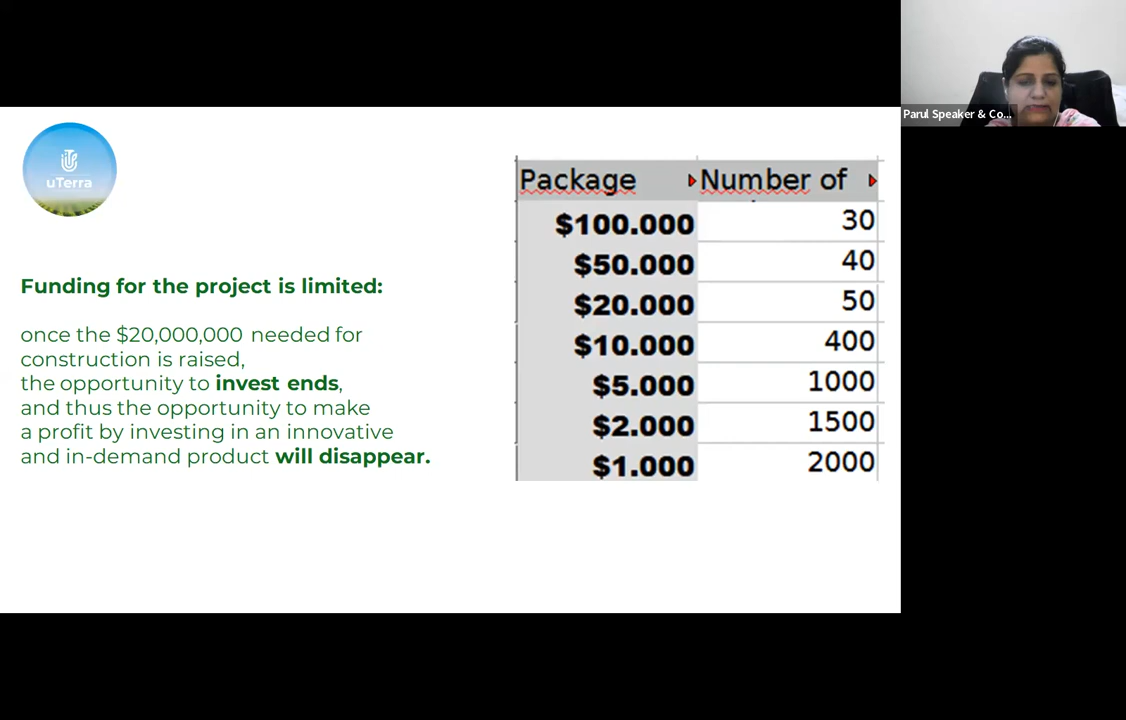 Parul Speaker & Co...
uTerra
Funding for the project is limited:
once the $20,000,000 needed for
construction is raised,
the opportunity to invest ends,
and thus the opportunity to make
a profit by investing in an innovative
and in-demand product will disappear.
Package Number of
$100.000 30
$50.000 40
$20.000 50
$10.000 400
$5.000 1000
$2.000 1500
$1.000 2000